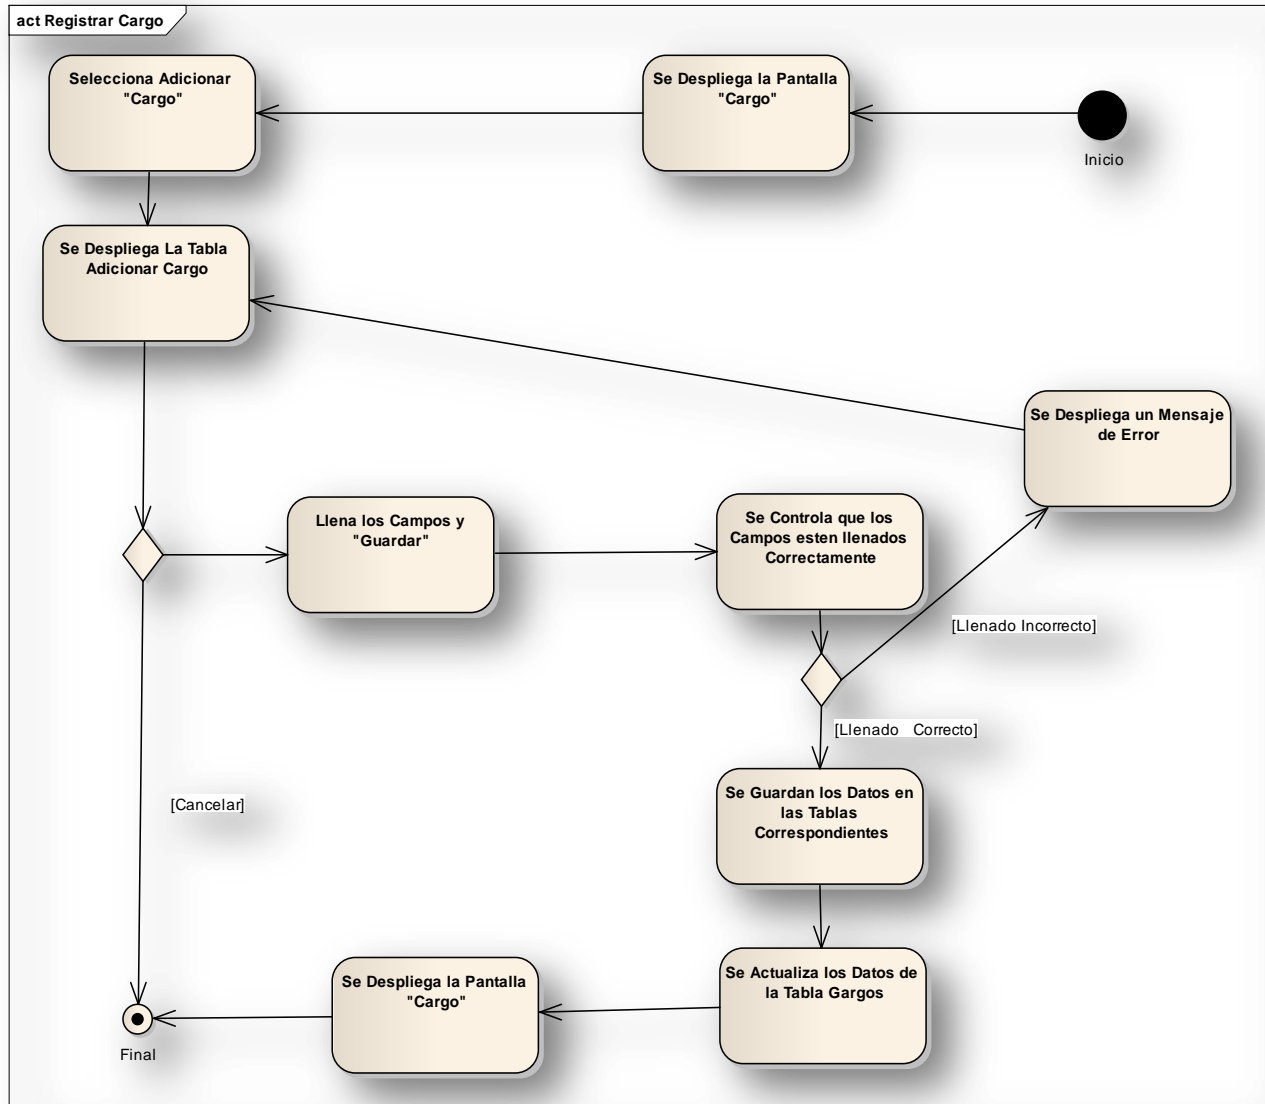 act Registrar Cargo
Selecciona Adicionar
"Cargo"
Se Despliega la Pantalla
"Cargo"
Inicio
Se Despliega La Tabla
Adicionar Cargo
Se Despliega un Mensaje
de Error
Llena los Campos y
"Guardar"
Se Controla que los
Campos esten llenados
Correctamente
[Llenado Incorrecto]
[Llenado   Correcto]
[Cancelar]
Se Guardan los Datos en
las Tablas
Correspondientes
Se Actualiza los Datos de
la Tabla Gargos
Se Despliega la Pantalla
"Cargo"
Final